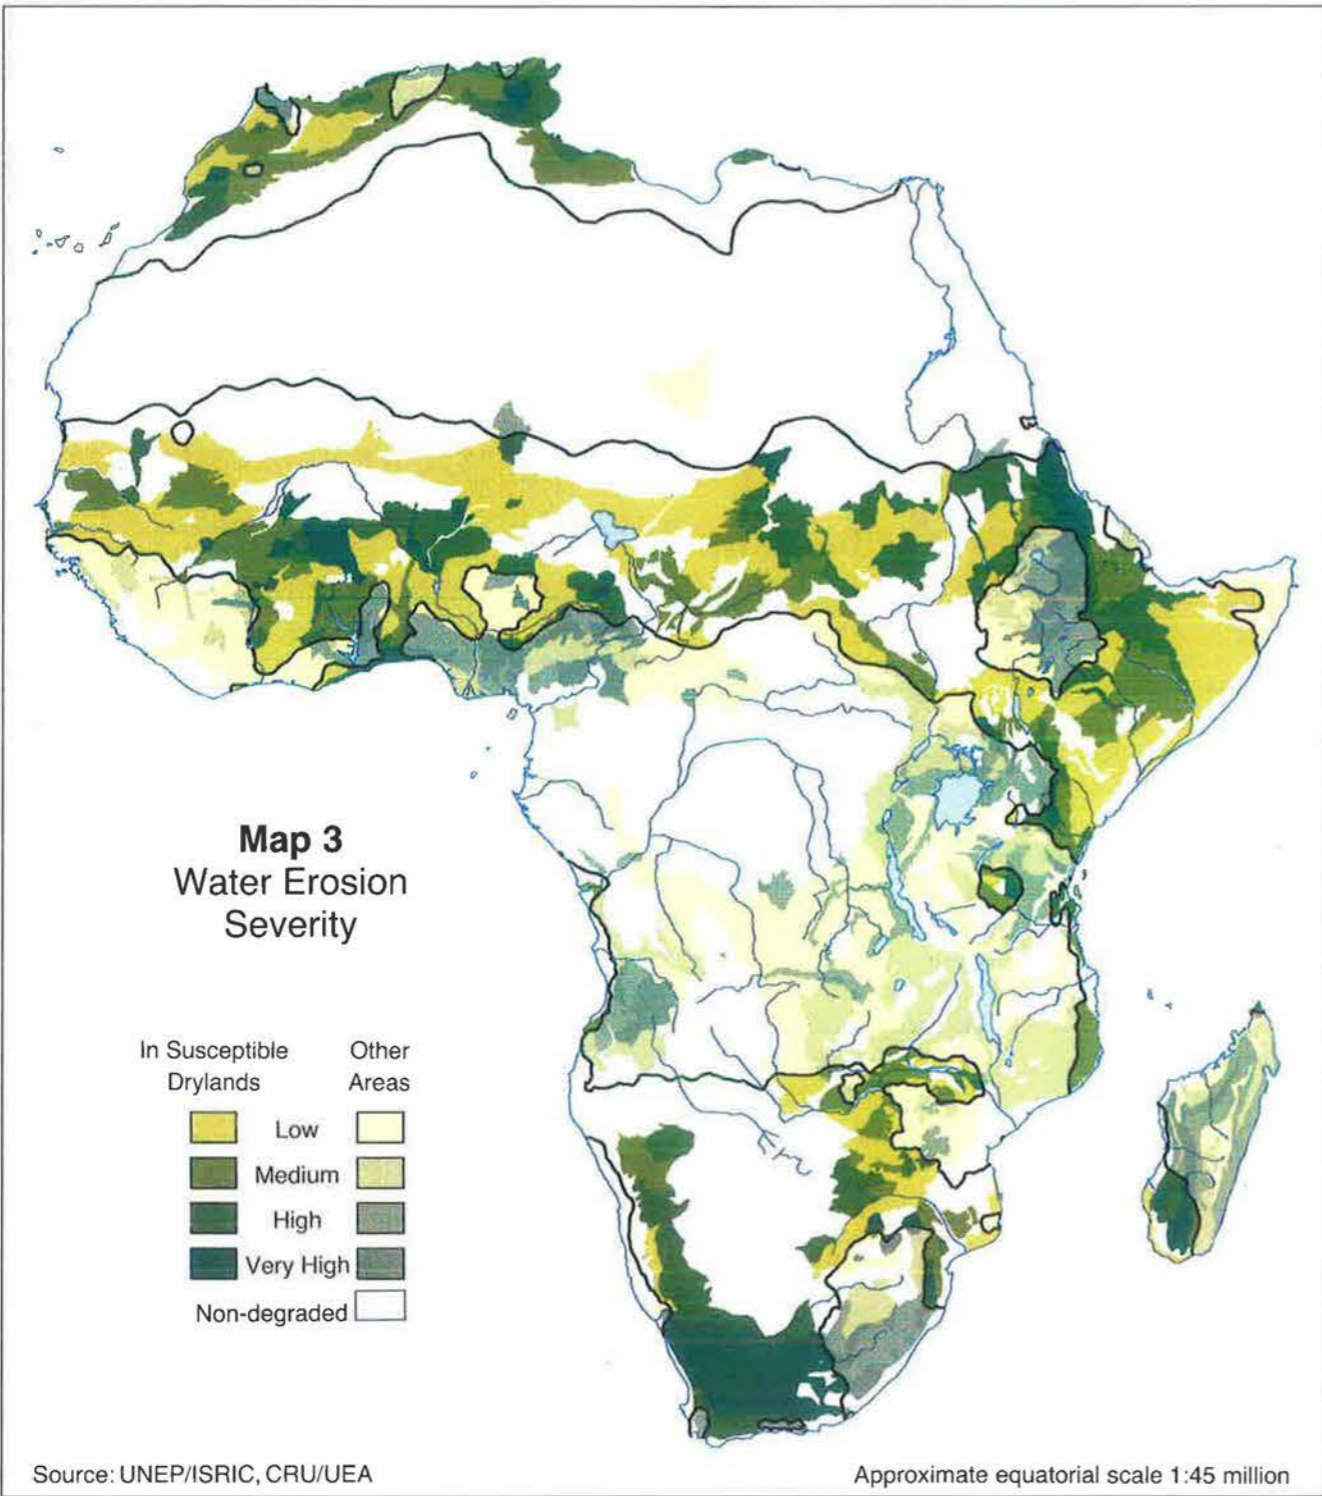 Map 3
Water Erosion
Severity
In Susceptible Other
Drylands Areas
Low
Medium
High
Very High
Non-degraded
Source: UNEP/ISRIC, CRU/UEA
Approximate equatorial scale 1:45 million